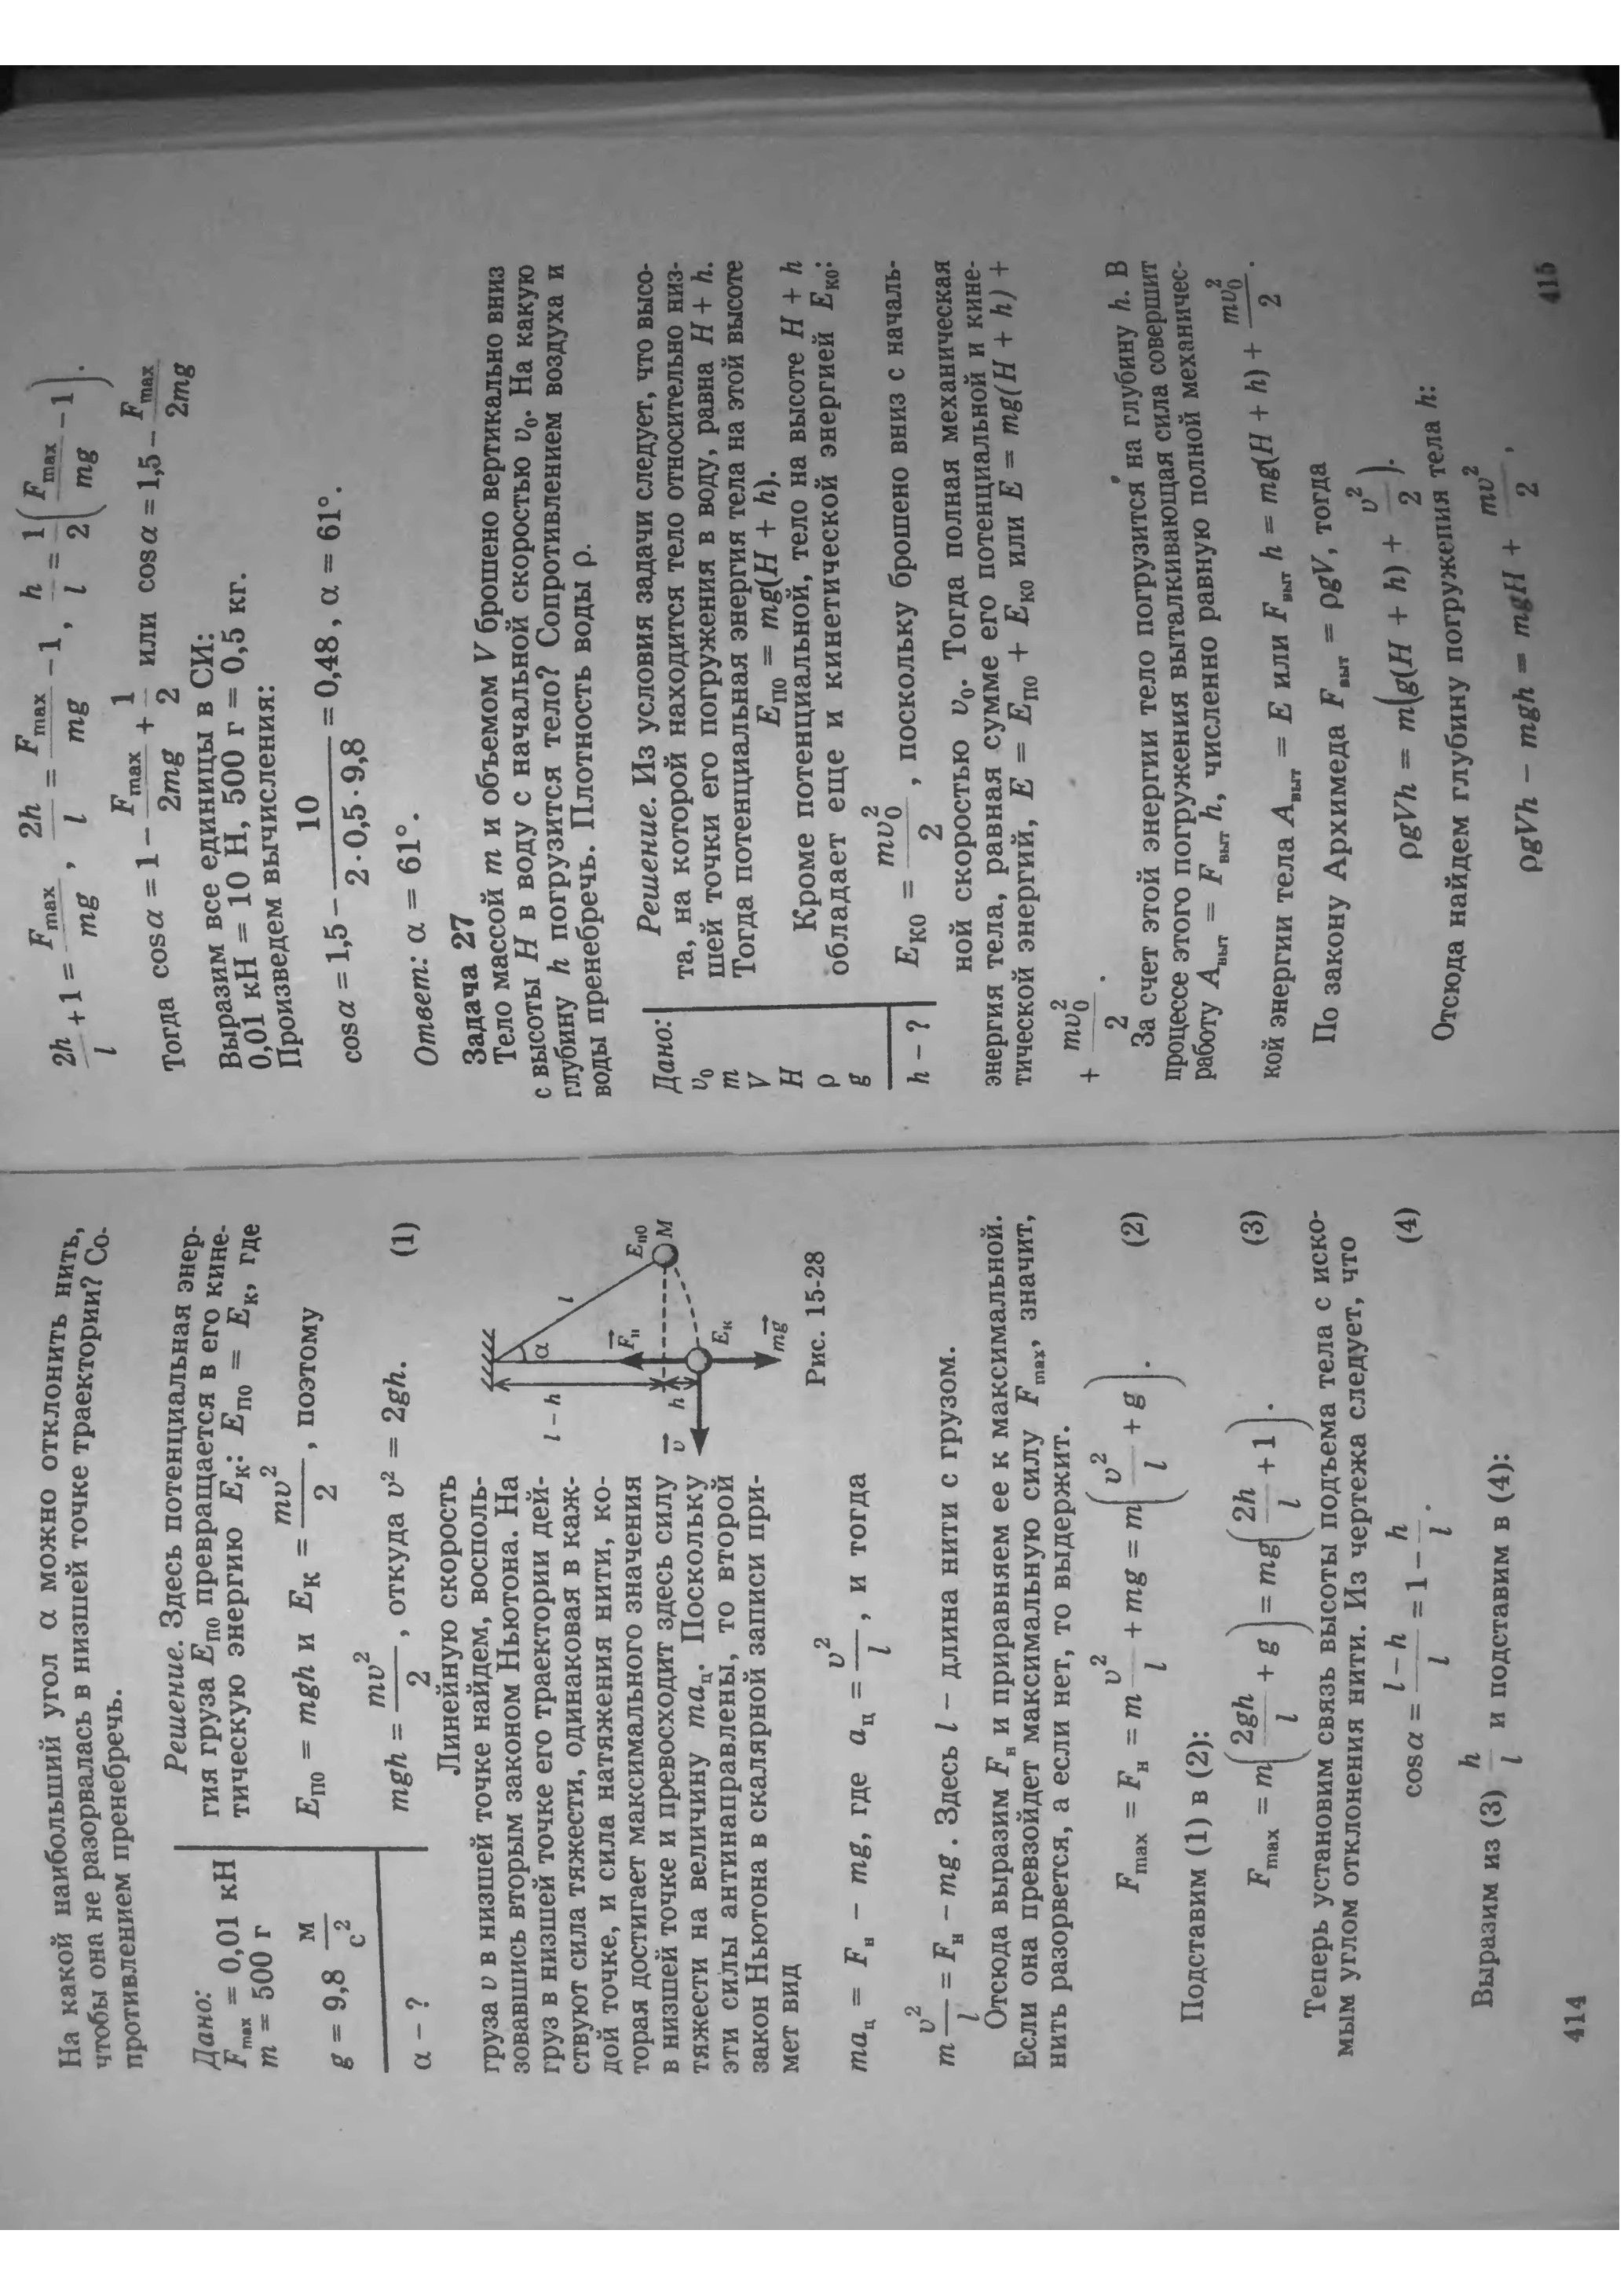 На какой наибольший угол α можно отклонить нить,
чтобы она не разорвалась в низшей точке траектории? Со-
противлением пренебречь.
Дано:
F_max = 0,01 кН
m = 500 г
g = 9,8 м/с²
α – ?
Решение. Здесь потенциальная энер-
гия груза E_П0 превращается в его кине-
тическую энергию E_К: E_П0 = E_К, где
E_П0 = mgh и E_К = mv²/2, поэтому
mgh = mv²/2, откуда v² = 2gh. (1)
Линейную скорость
груза v в низшей точке найдем, восполь-
зовавшись вторым законом Ньютона. На
груз в низшей точке его траектории дей-
ствуют сила тяжести, одинаковая в каж-
дой точке, и сила натяжения нити, ко-
торая достигает максимального значения
в низшей точке и превосходит здесь силу
тяжести на величину ma_ц. Поскольку
эти силы антинаправлены, то второй
закон Ньютона в скалярной записи при-
мет вид
l – h
α
l
F_н
E_п0
M
h
v
E_к
mg
Рис. 15-28
ma_ц = F_н – mg, где a_ц = v²/l, и тогда
m v²/l = F_н – mg. Здесь l – длина нити с грузом.
Отсюда выразим F_н и приравняем ее к максимальной.
Если она превзойдет максимальную силу F_max, значит,
нить разорвется, а если нет, то выдержит.
F_max = F_н = m v²/l + mg = m(v²/l + g). (2)
Подставим (1) в (2):
F_max = m(2gh/l + g) = mg(2h/l + 1). (3)
Теперь установим связь высоты подъема тела с иско-
мым углом отклонения нити. Из чертежа следует, что
cosα = (l – h)/l = 1 – h/l. (4)
Выразим из (3) h/l и подставим в (4):
414
2h/l + 1 = F_max/mg, 2h/l = F_max/mg – 1, h/l = 1/2(F_max/mg – 1).
Тогда cosα = 1 – F_max/2mg + 1/2 или cosα = 1,5 – F_max/2mg
Выразим все единицы в СИ:
0,01 кН = 10 Н, 500 г = 0,5 кг.
Произведем вычисления:
cosα = 1,5 – 10/(2·0,5·9,8) = 0,48, α = 61°.
Ответ: α = 61°.
Задача 27
Тело массой m и объемом V брошено вертикально вниз
с высоты H в воду с начальной скоростью v₀. На какую
глубину h погрузится тело? Сопротивлением воздуха и
воды пренебречь. Плотность воды ρ.
Дано:
v₀
m
V
H
ρ
g
h – ?
Решение. Из условия задачи следует, что высо-
та, на которой находится тело относительно низ-
шей точки его погружения в воду, равна H + h.
Тогда потенциальная энергия тела на этой высоте
E_П0 = mg(H + h).
Кроме потенциальной, тело на высоте H + h
обладает еще и кинетической энергией E_К0:
E_К0 = mv₀²/2, поскольку брошено вниз с началь-
ной скоростью v₀. Тогда полная механическая
энергия тела, равная сумме его потенциальной и кине-
тической энергий, E = E_П0 + E_К0 или E = mg(H + h) +
+ mv₀²/2.
За счет этой энергии тело погрузится на глубину h. В
процессе этого погружения выталкивающая сила совершит
работу A_выт = F_выт h, численно равную полной механичес-
кой энергии тела A_выт = E или F_выт h = mg(H + h) + mv₀²/2.
По закону Архимеда F_выт = ρgV, тогда
ρgVh = m(g(H + h) + v²/2).
Отсюда найдем глубину погружения тела h:
ρgVh – mgh = mgH + mv²/2,
415